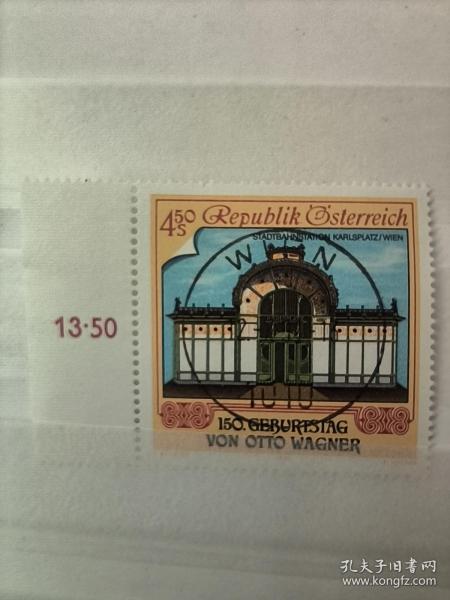 4 50 S Republik Österreich
STADTBAHNSTATION KARLSPLATZ/WIEN
WIEN
13·50
1010
150. GEBURTSTAG
VON OTTO WAGNER
孔夫子旧书网
www.kongfz.com